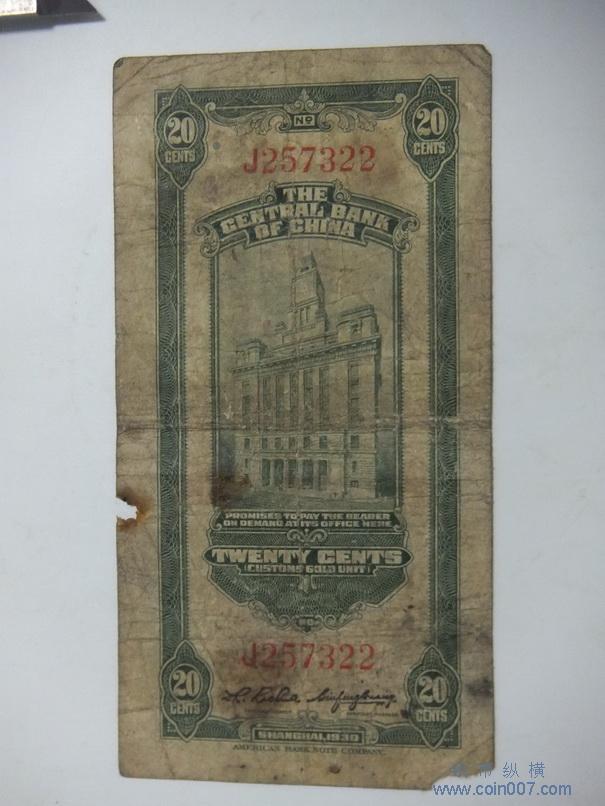 20
CENTS
Nº
20
CENTS
J257322
THE
CENTRAL BANK
OF CHINA
PROMISES TO PAY THE BEARER
ON DEMAND AT ITS OFFICE HERE
TWENTY CENTS
(CUSTOMS GOLD UNIT)
J257322
20
CENTS
20
CENTS
SHANGHAI, 1930
AMERICAN BANK NOTE COMPANY.
币纵横
www.coin007.com